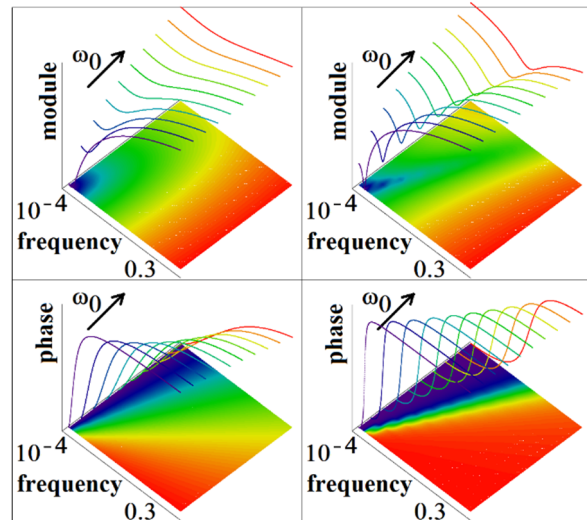 ω0
module
10-4
frequency
0.3
ω0
module
10-4
frequency
0.3
ω0
phase
10-4
frequency
0.3
ω0
phase
10-4
frequency
0.3